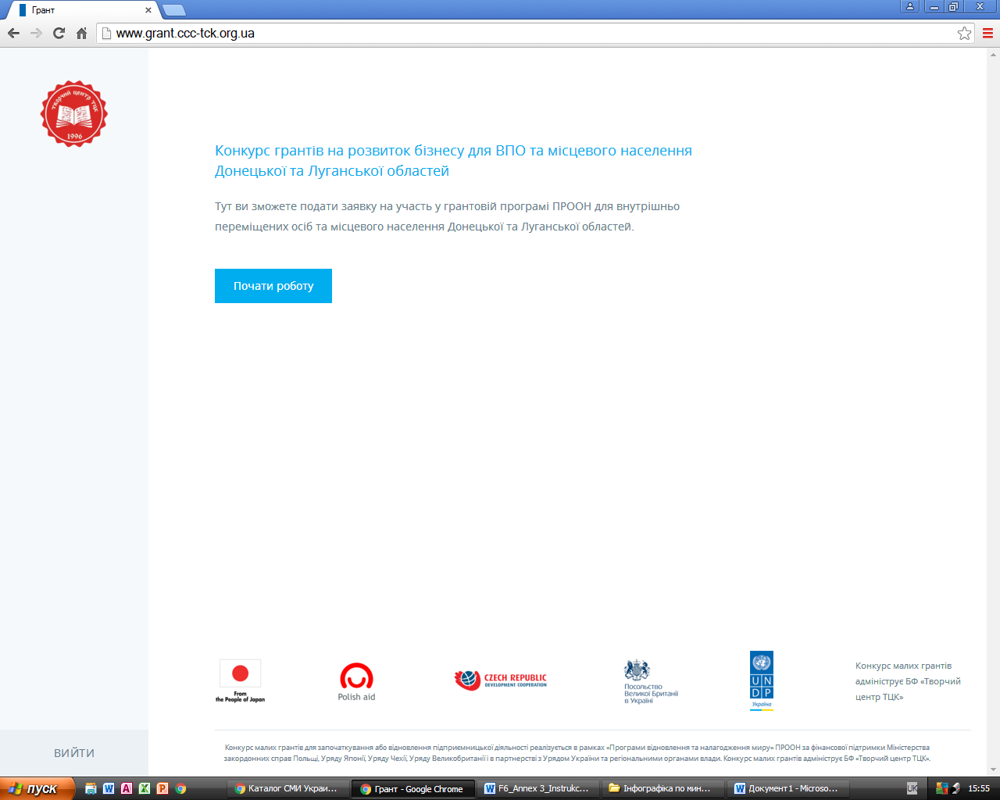 Грант
www.grant.ccc-tck.org.ua
ТВОРЧИЙ ЦЕНТР ТЦК
1996
Конкурс грантів на розвиток бізнесу для ВПО та місцевого населення
Донецької та Луганської областей
Тут ви зможете подати заявку на участь у грантовій програмі ПРООН для внутрішньо
переміщених осіб та місцевого населення Донецької та Луганської областей.
Почати роботу
From
the People of Japan
Polish aid
CZECH REPUBLIC
DEVELOPMENT COOPERATION
Посольство
Великої Британії
в Україні
U N
D P
Україна
Конкурс малих грантів
адмініструє БФ «Творчий
центр ТЦК»
ВИЙТИ
Конкурс малих грантів для започаткування або відновлення підприємницької діяльності реалізується в рамках «Програми відновлення та налагодження миру» ПРООН за фінансової підтримки Міністерства
закордонних справ Польщі, Уряду Японії, Уряду Чехії, Уряду Великобританії і в партнерстві з Урядом України та регіональними органами влади. Конкурс малих грантів адмініструє БФ «Творчий центр ТЦК».
пуск
Каталог СМИ Украи...
Грант - Google Chrome
F6_Annex 3_Instrukc...
Інфографіка по мин...
Документ1 - Microso...
UK
15:55